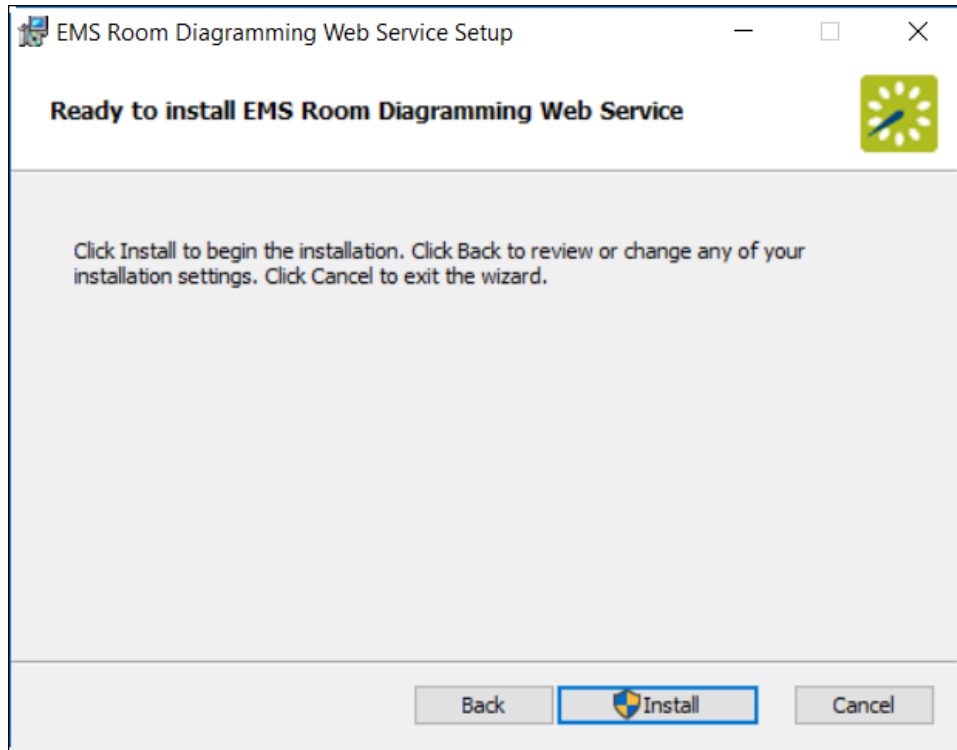 EMS Room Diagramming Web Service Setup
Ready to install EMS Room Diagramming Web Service
Click Install to begin the installation. Click Back to review or change any of your
installation settings. Click Cancel to exit the wizard.
Back
Install
Cancel